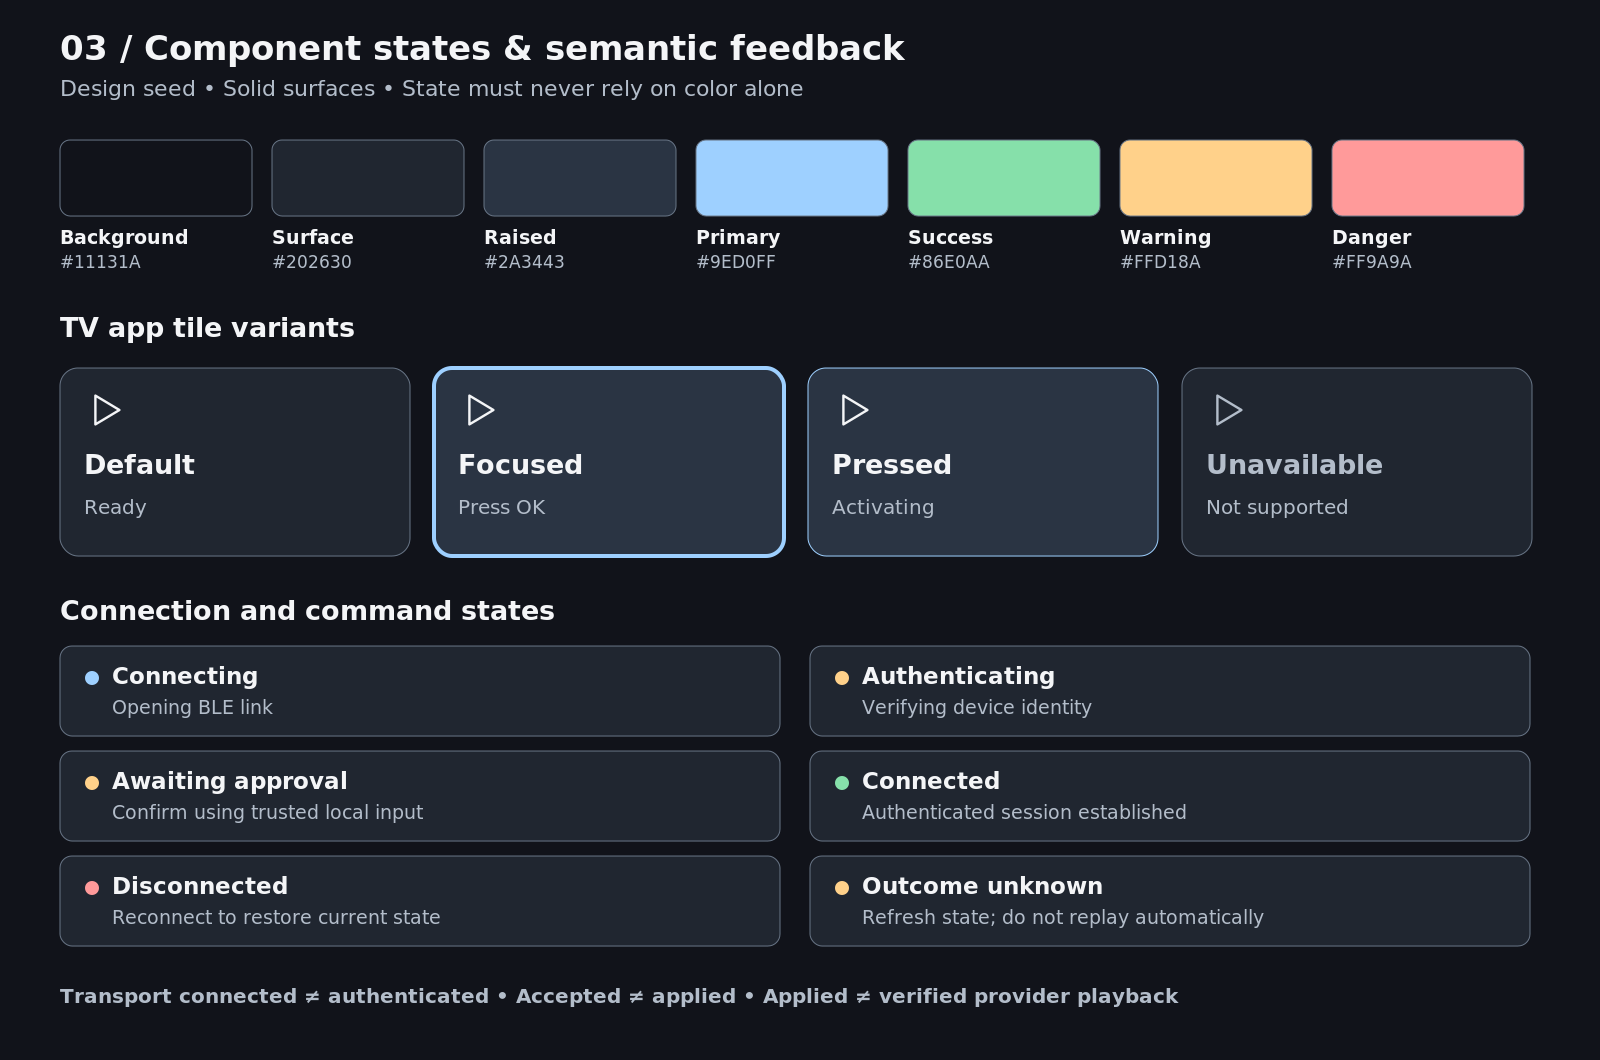 03 / Component states & semantic feedback
Design seed • Solid surfaces • State must never rely on color alone
Background
#11131A
Surface
#202630
Raised
#2A3443
Primary
#9ED0FF
Success
#86E0AA
Warning
#FFD18A
Danger
#FF9A9A
TV app tile variants
Default
Ready
Focused
Press OK
Pressed
Activating
Unavailable
Not supported
Connection and command states
Connecting
Opening BLE link
Authenticating
Verifying device identity
Awaiting approval
Confirm using trusted local input
Connected
Authenticated session established
Disconnected
Reconnect to restore current state
Outcome unknown
Refresh state; do not replay automatically
Transport connected ≠ authenticated • Accepted ≠ applied • Applied ≠ verified provider playback